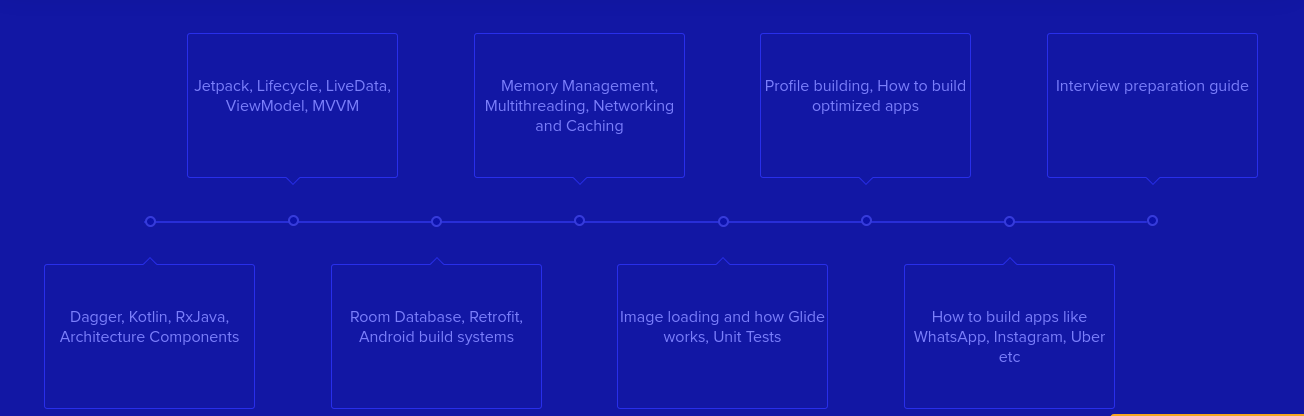 Jetpack, Lifecycle, LiveData,
ViewModel, MVVM
Memory Management,
Multithreading, Networking
and Caching
Profile building, How to build
optimized apps
Interview preparation guide
Dagger, Kotlin, RxJava,
Architecture Components
Room Database, Retrofit,
Android build systems
Image loading and how Glide
works, Unit Tests
How to build apps like
WhatsApp, Instagram, Uber
etc